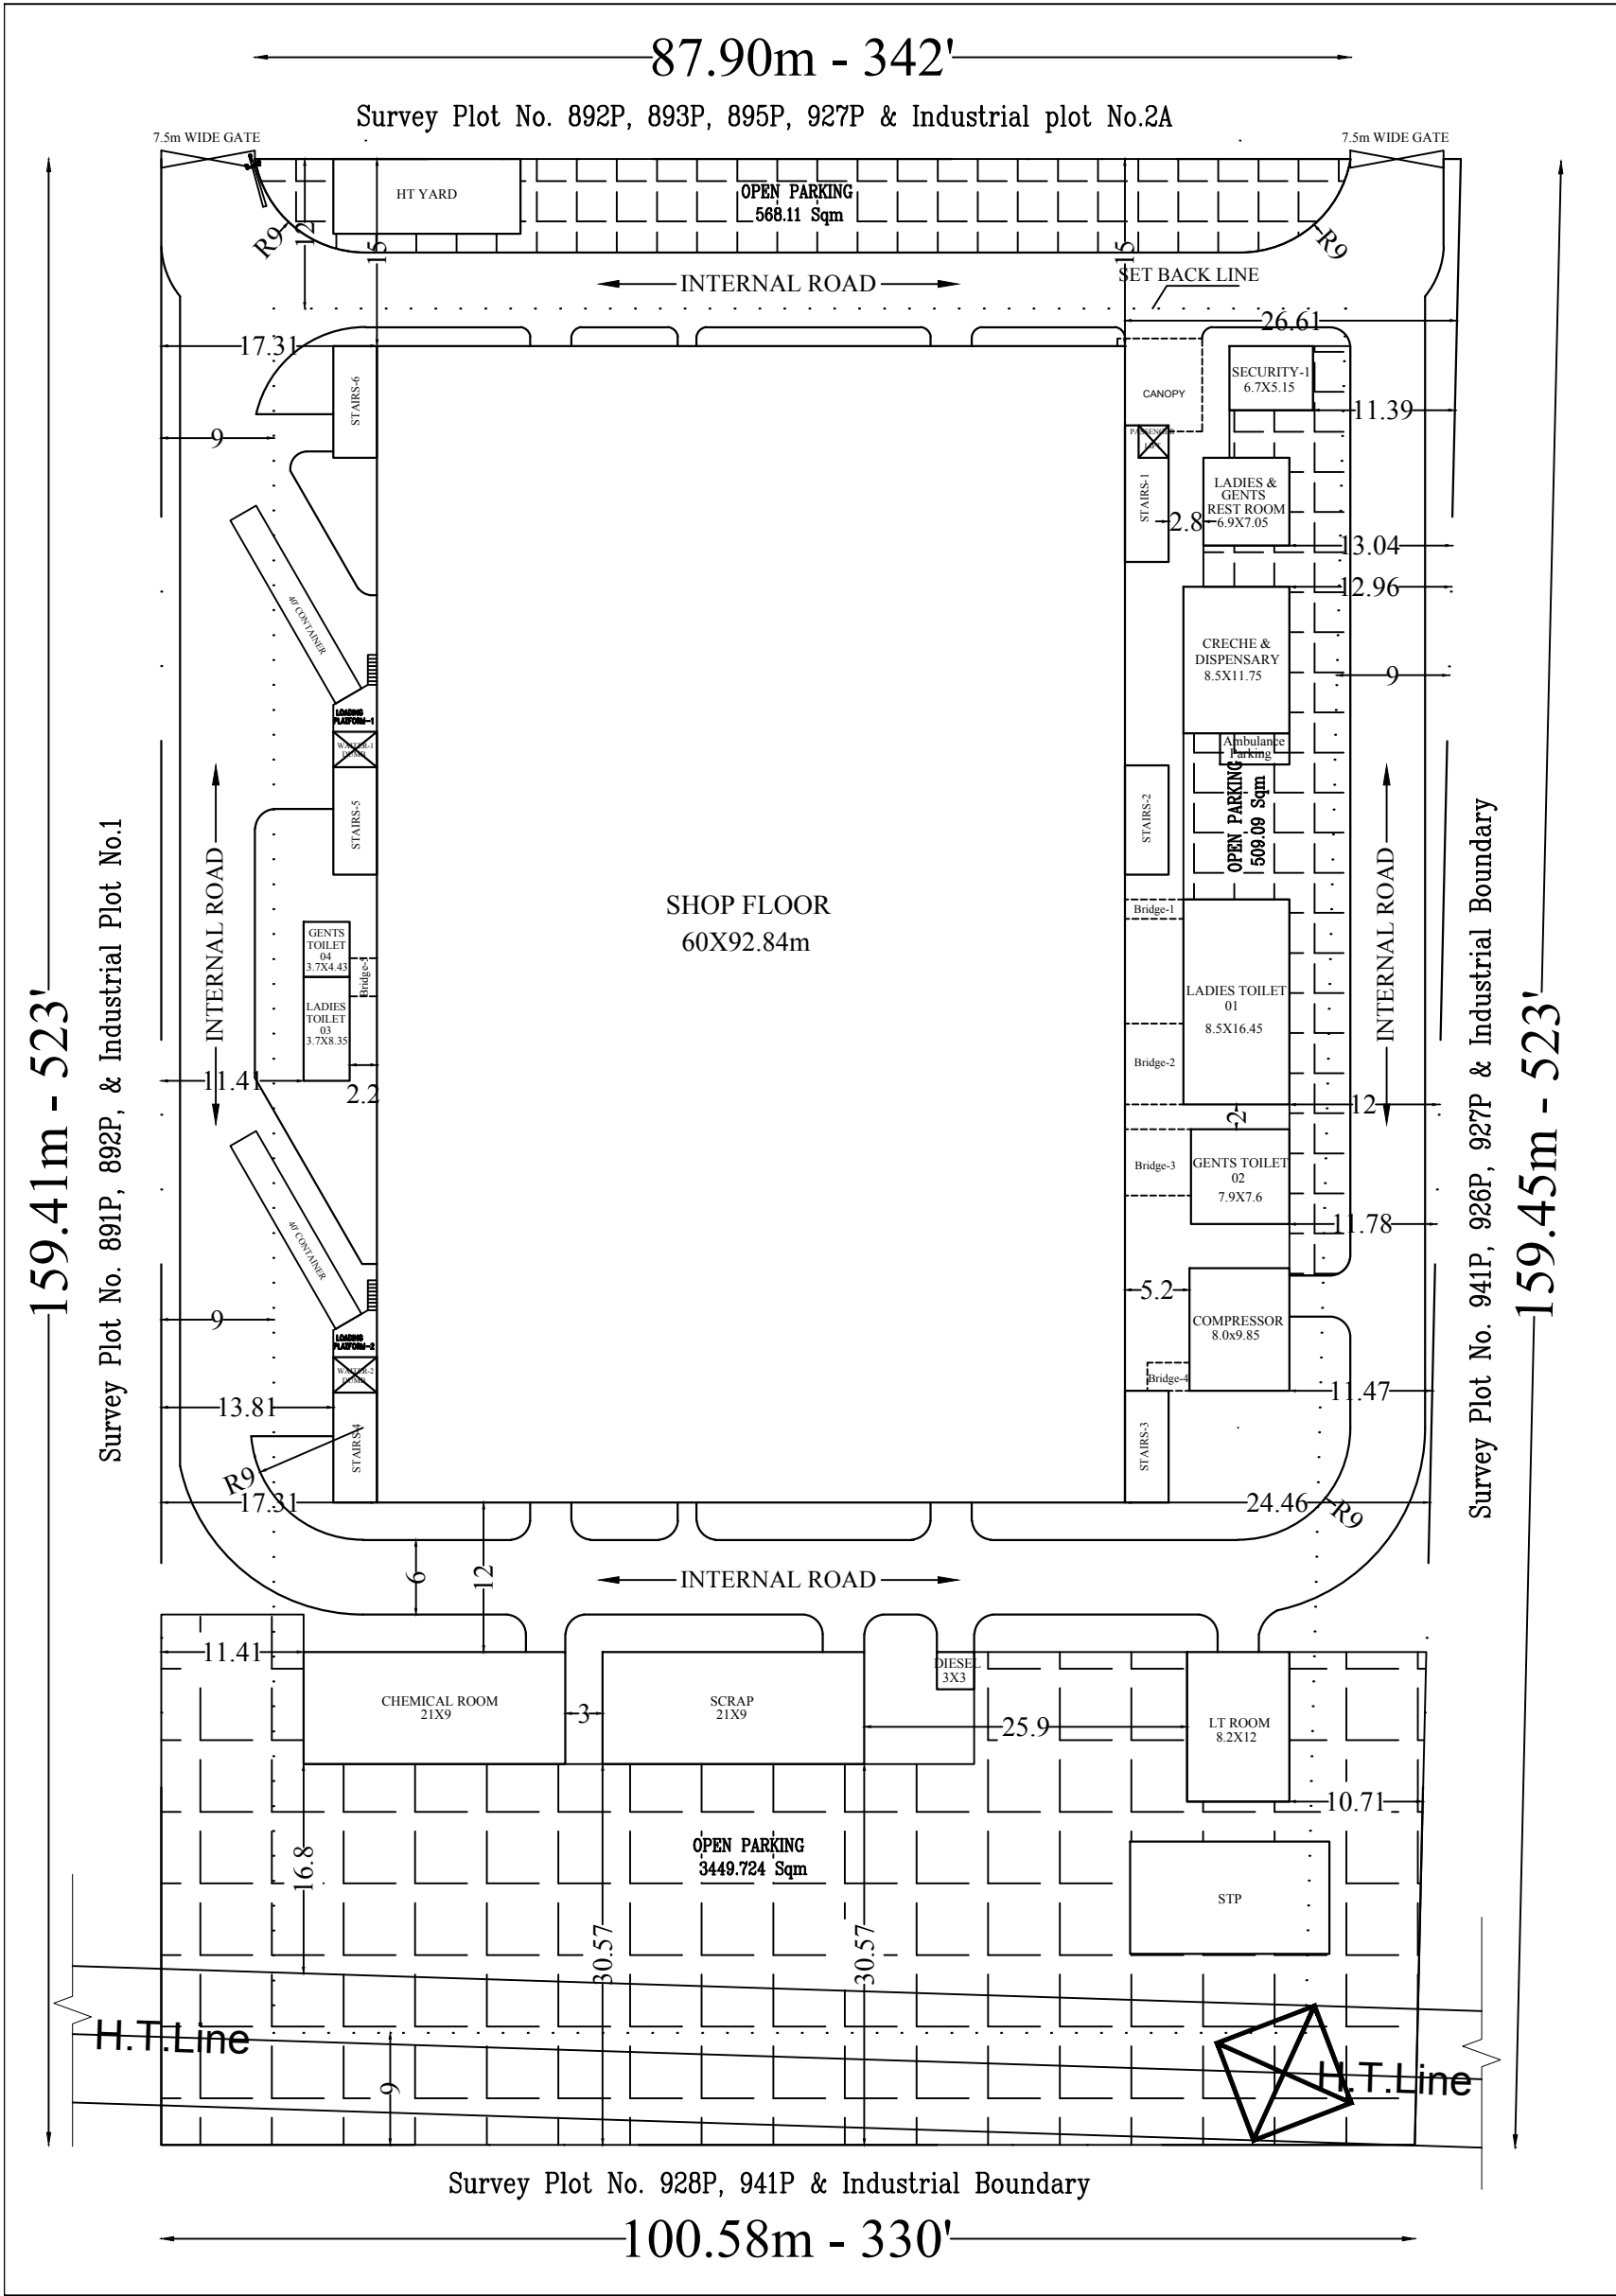 87.90m - 342'
Survey Plot No. 892P, 893P, 895P, 927P & Industrial plot No.2A
7.5m WIDE GATE
7.5m WIDE GATE
HT YARD
OPEN PARKING
568.11 Sqm
R9
12
15
15
R9
INTERNAL ROAD
SET BACK LINE
26.61
17.31
STAIRS-6
CANOPY
SECURITY-1
6.7X5.15
11.39
9
PASSENGER
LIFT
STAIRS-1
LADIES &
GENTS
REST ROOM
6.9X7.05
2.8
13.04
12.96
40' CONTAINER
CRECHE &
DISPENSARY
8.5X11.75
9
LOADING
PLATFORM-1
WAITER-1
DUMB
Ambulance
Parking
STAIRS-5
STAIRS-2
OPEN PARKING
509.09 Sqm
INTERNAL ROAD
INTERNAL ROAD
Survey Plot No. 891P, 892P, & Industrial Plot No.1
Survey Plot No. 941P, 926P, 927P & Industrial Boundary
159.41m - 523'
159.45m - 523'
SHOP FLOOR
60X92.84m
Bridge-1
GENTS
TOILET
04
3.7X4.43
Bridge-5
LADIES
TOILET
03
3.7X8.35
LADIES TOILET
01
8.5X16.45
Bridge-2
11.41
2.2
12
2
Bridge-3
GENTS TOILET
02
7.9X7.6
11.78
40' CONTAINER
5.2
9
COMPRESSOR
8.0x9.85
LOADING
PLATFORM-2
WAITER-2
DUMB
Bridge-4
11.47
13.81
STAIRS-4
STAIRS-3
R9
17.31
24.46
R9
6
12
INTERNAL ROAD
11.41
DIESEL
3X3
CHEMICAL ROOM
21X9
3
SCRAP
21X9
25.9
LT ROOM
8.2X12
10.71
16.8
OPEN PARKING
3449.724 Sqm
STP
30.57
30.57
H.T.Line
H.T.Line
9
Survey Plot No. 928P, 941P & Industrial Boundary
100.58m - 330'